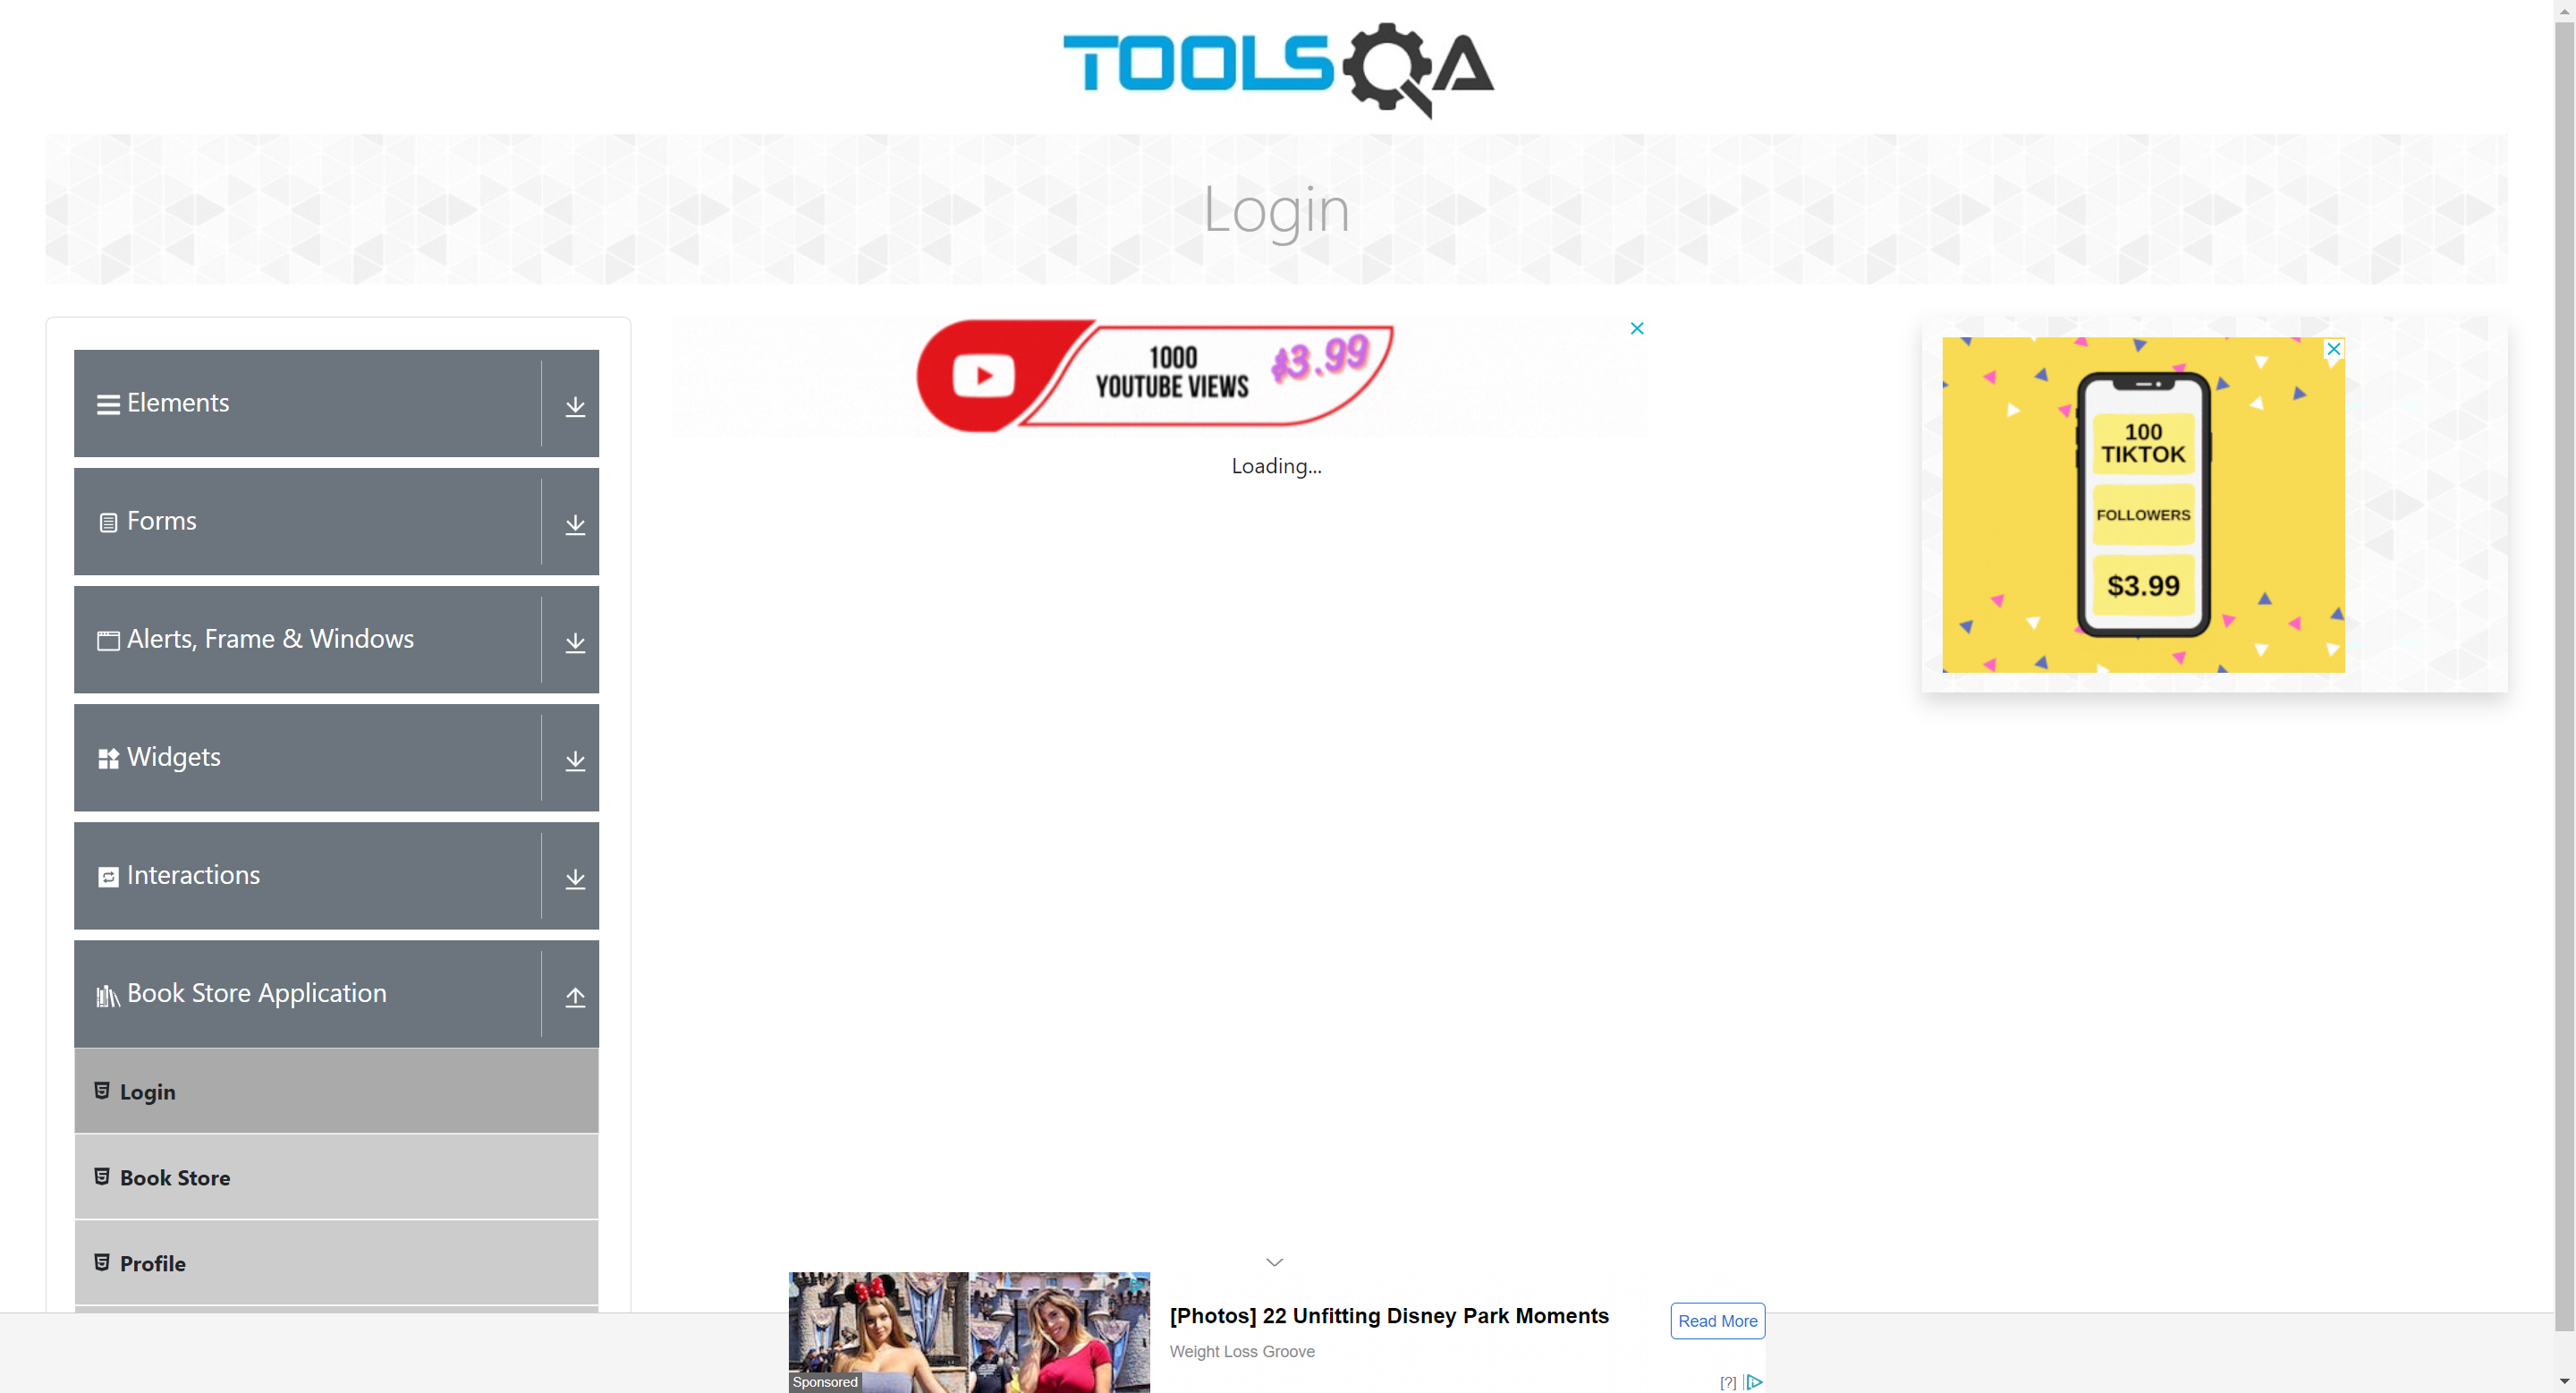 TOOLSQA
Login
Elements
Forms
Alerts, Frame & Windows
Widgets
Interactions
Book Store Application
Login
Book Store
Profile
1000
YOUTUBE VIEWS
$3.99
Loading...
100
TIKTOK
FOLLOWERS
$3.99
[Photos] 22 Unfitting Disney Park Moments
Weight Loss Groove
Read More
Sponsored
[?]